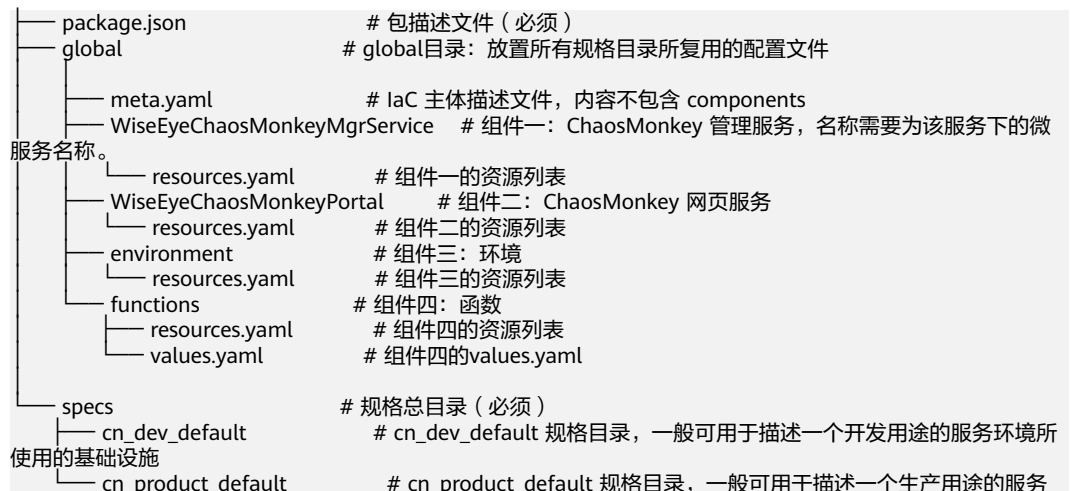 ├── package.json # 包描述文件（必须）
├── global # global目录：放置所有规格目录所复用的配置文件
│ │
│ ├── meta.yaml # IaC 主体描述文件，内容不包含 components
│ ├── WiseEyeChaosMonkeyMgrService # 组件一：ChaosMonkey 管理服务，名称需要为该服务下的微
服务名称。
│ │ └── resources.yaml # 组件一的资源列表
│ ├── WiseEyeChaosMonkeyPortal # 组件二：ChaosMonkey 网页服务
│ │ └── resources.yaml # 组件二的资源列表
│ ├── environment # 组件三：环境
│ │ └── resources.yaml # 组件三的资源列表
│ └── functions # 组件四：函数
│ ├── resources.yaml # 组件四的资源列表
│ └── values.yaml # 组件四的values.yaml
│
└── specs # 规格总目录（必须）
├── cn_dev_default # cn_dev_default 规格目录，一般可用于描述一个开发用途的服务环境所
使用的基础设施
└── cn_product_default # cn_product_default 规格目录，一般可用于描述一个生产用途的服务